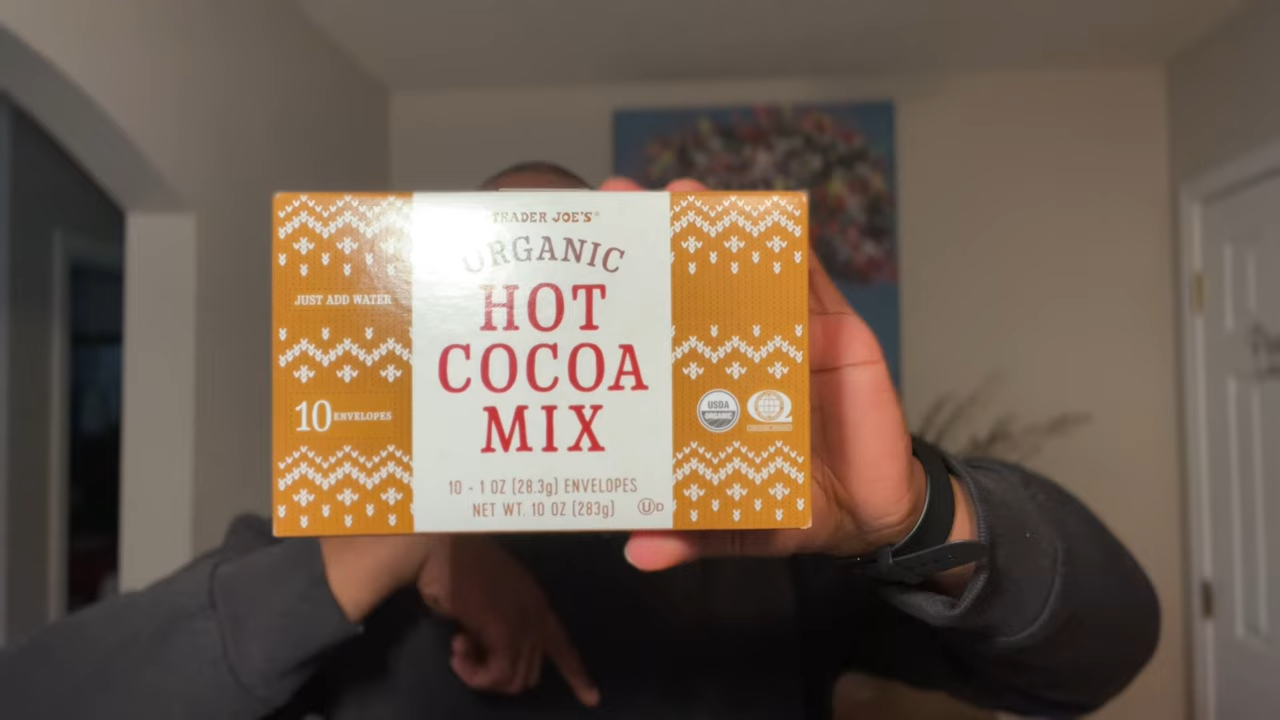 TRADER JOE'S
ORGANIC
HOT
COCOA
MIX
10 - 1 OZ (28.3g) ENVELOPES
NET WT. 10 OZ (283g)
UD
JUST ADD WATER
10 ENVELOPES
USDA
ORGANIC